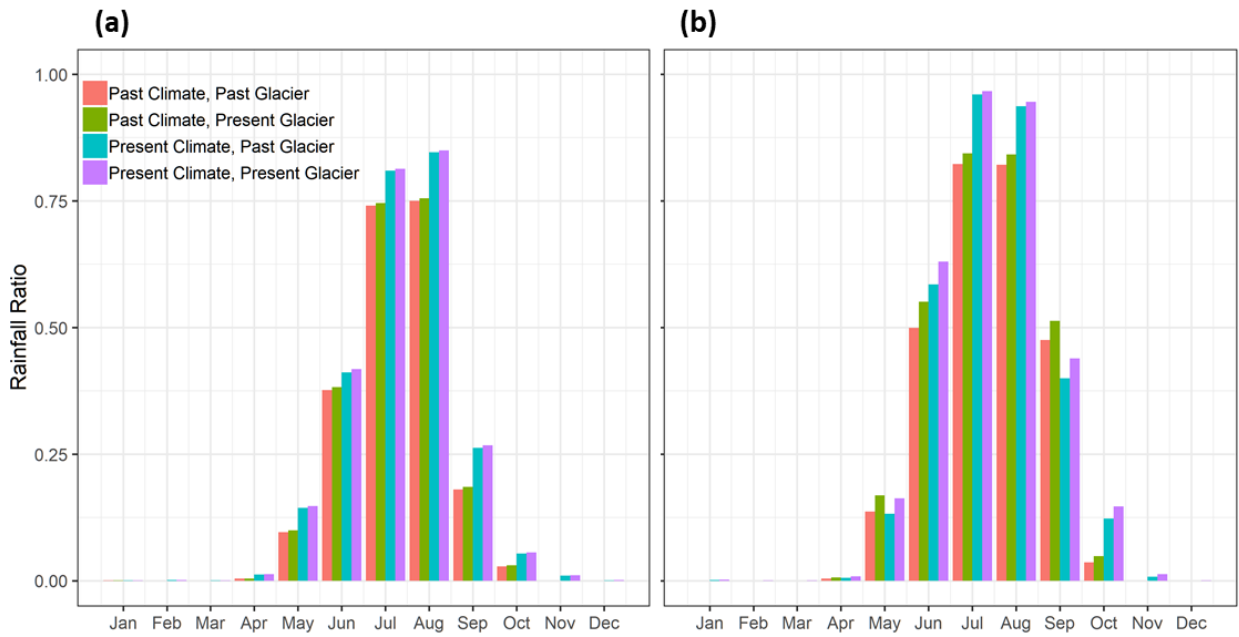 (a)
(b)
Past Climate, Past Glacier
Past Climate, Present Glacier
Present Climate, Past Glacier
Present Climate, Present Glacier
Rainfall Ratio
1.00
0.75
0.50
0.25
0.00
Jan Feb Mar Apr May Jun Jul Aug Sep Oct Nov Dec
Jan Feb Mar Apr May Jun Jul Aug Sep Oct Nov Dec